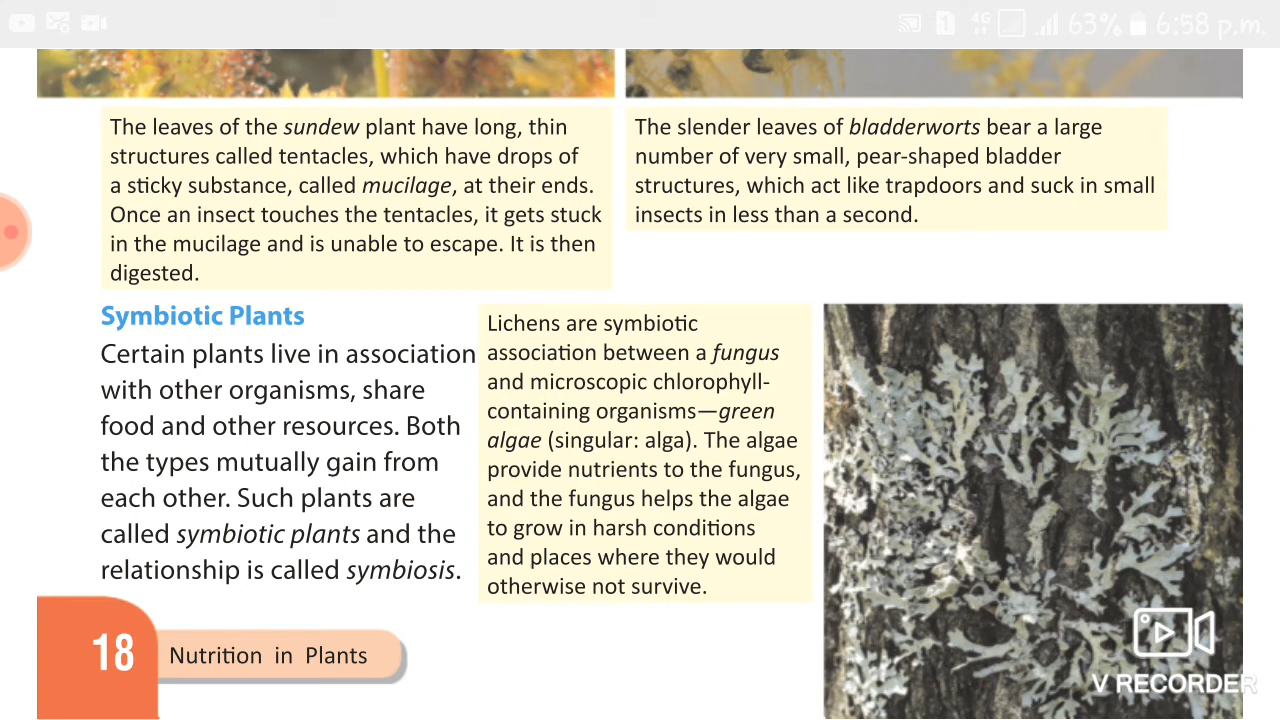 4G
63%
6:58 p.m.
The leaves of the sundew plant have long, thin
structures called tentacles, which have drops of
a sticky substance, called mucilage, at their ends.
Once an insect touches the tentacles, it gets stuck
in the mucilage and is unable to escape. It is then
digested.
The slender leaves of bladderworts bear a large
number of very small, pear-shaped bladder
structures, which act like trapdoors and suck in small
insects in less than a second.
Symbiotic Plants
Certain plants live in association
with other organisms, share
food and other resources. Both
the types mutually gain from
each other. Such plants are
called symbiotic plants and the
relationship is called symbiosis.
Lichens are symbiotic
association between a fungus
and microscopic chlorophyll-
containing organisms—green
algae (singular: alga). The algae
provide nutrients to the fungus,
and the fungus helps the algae
to grow in harsh conditions
and places where they would
otherwise not survive.
18
Nutrition in Plants
V RECORDER